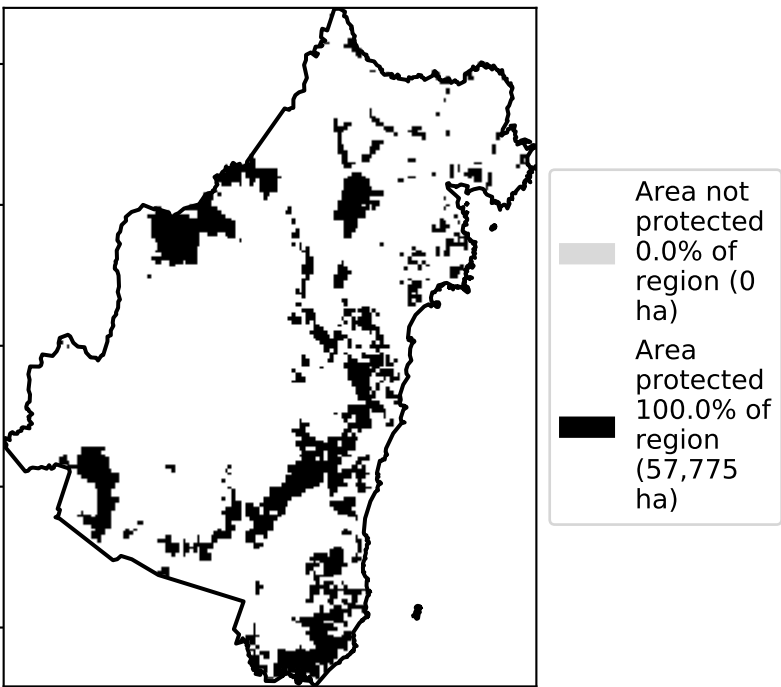 Area not
protected
0.0% of
region (0
ha)
Area
protected
100.0% of
region
(57,775
ha)